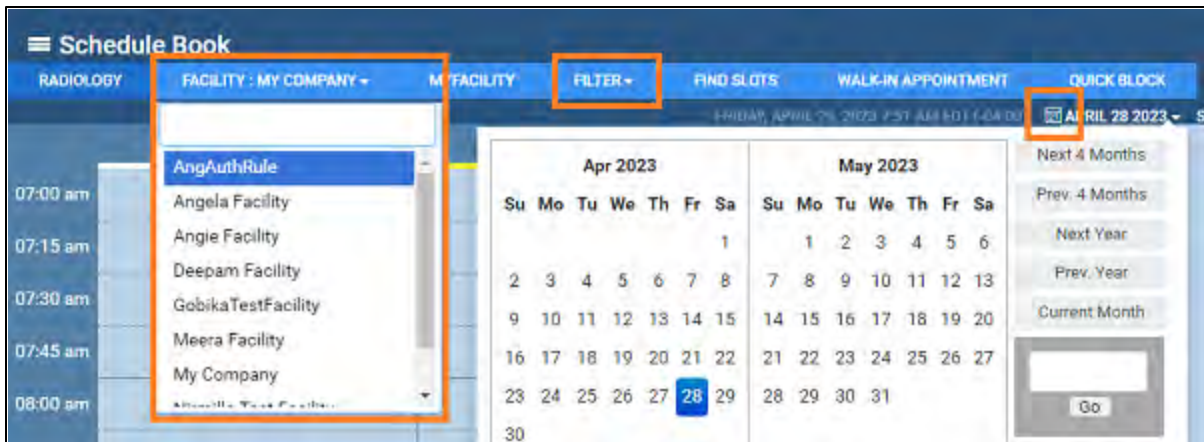 Schedule Book
RADIOLOGY FACILITY : MY COMPANY MYFACILITY FILTER FIND SLOTS WALK-IN APPOINTMENT QUICK BLOCK
APRIL 28 2023
AngAuthRule
Angela Facility
Angie Facility
Deepam Facility
GobikaTestFacility
Meera Facility
My Company
07:00 am
07:15 am
07:30 am
07:45 am
08:00 am
Apr 2023
Su Mo Tu We Th Fr Sa
1
2 3 4 5 6 7 8
9 10 11 12 13 14 15
16 17 18 19 20 21 22
23 24 25 26 27 28 29
30
May 2023
Su Mo Tu We Th Fr Sa
1 2 3 4 5 6
7 8 9 10 11 12 13
14 15 16 17 18 19 20
21 22 23 24 25 26 27
28 29 30 31
Next 4 Months
Prev. 4 Months
Next Year
Prev. Year
Current Month
Go